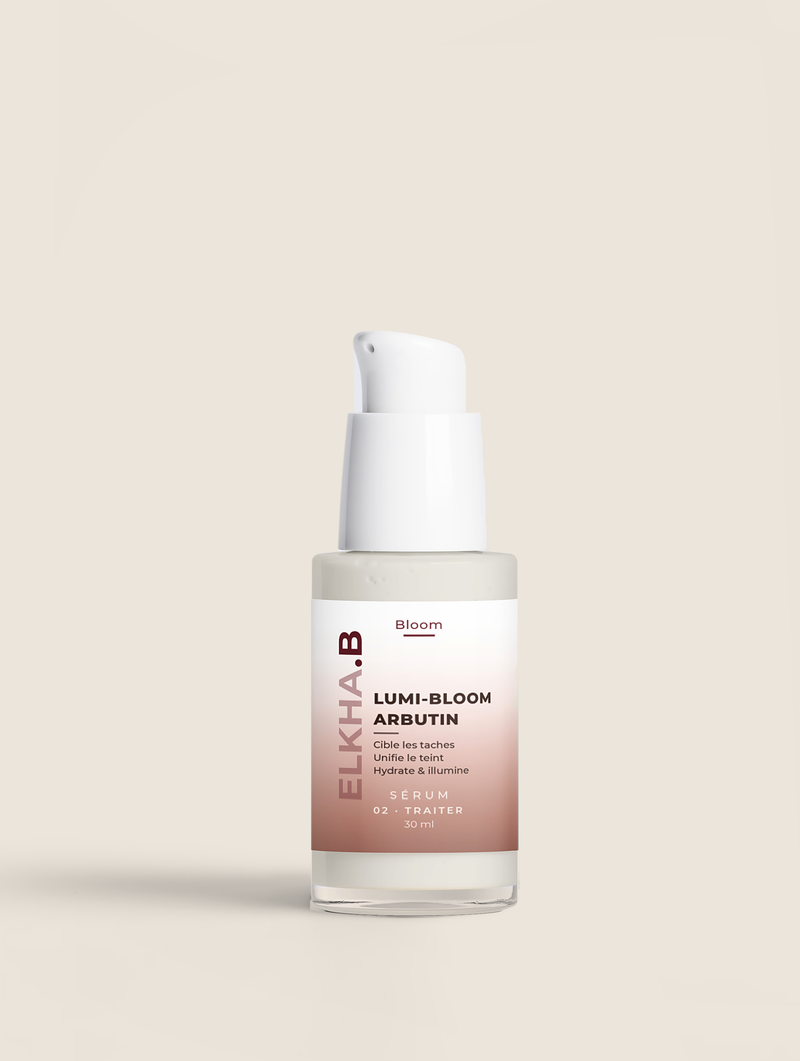 Bloom
ELKHA.B
LUMI-BLOOM
ARBUTIN
Cible les taches
Unifie le teint
Hydrate & illumine
SÉRUM
02 · TRAITER
30 ml